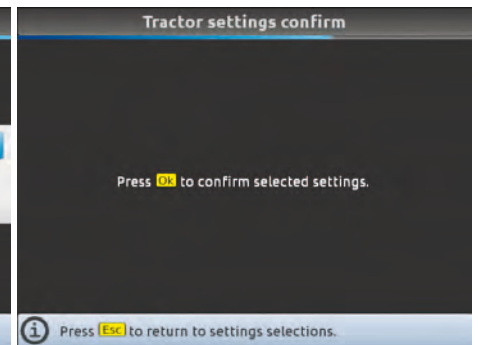 Tractor settings confirm
Press Ok to confirm selected settings.
Press Esc to return to settings selections.